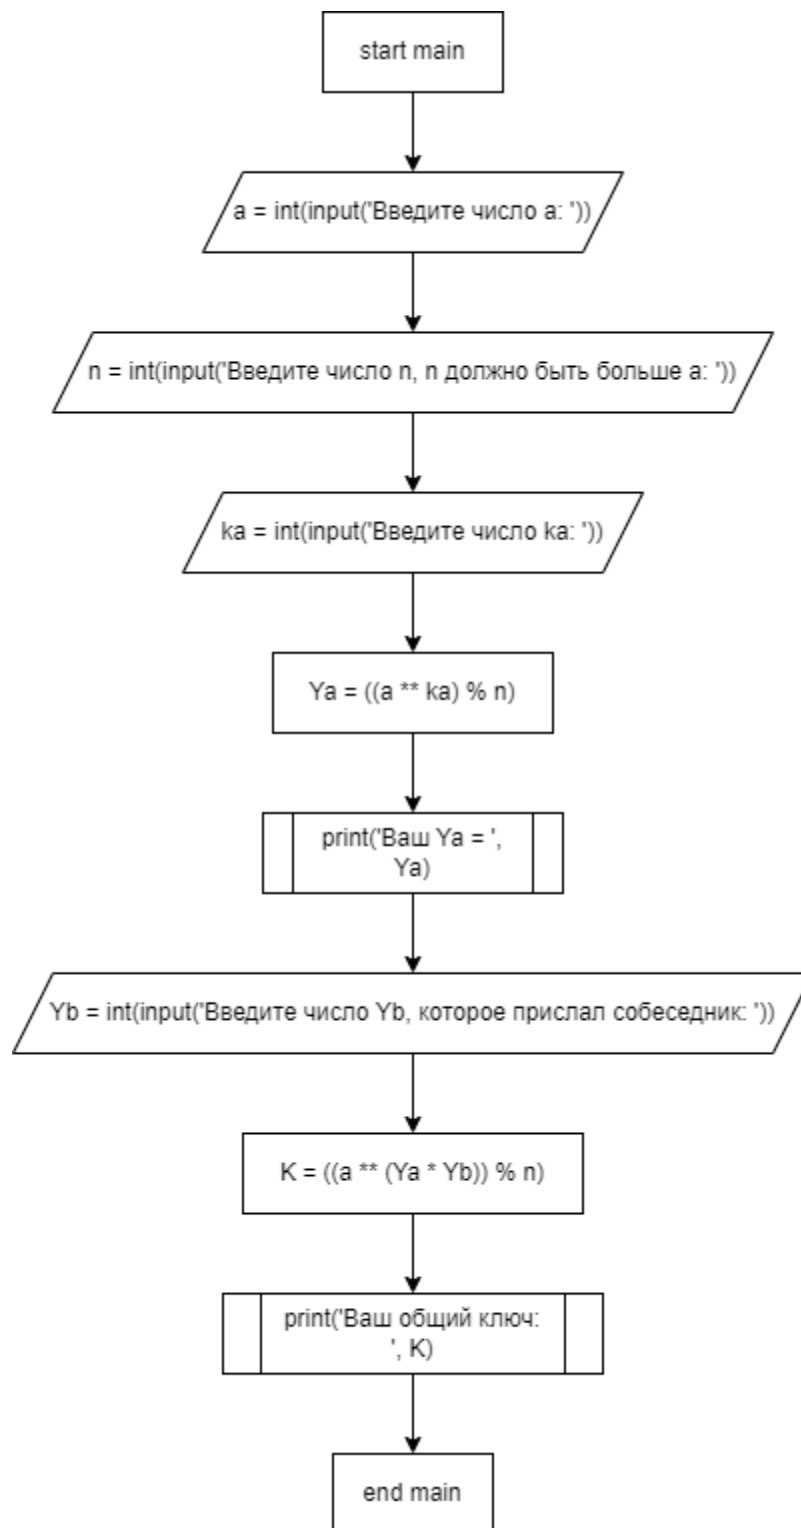 start main
a = int(input('Введите число a: '))
n = int(input('Введите число n, n должно быть больше a: '))
ka = int(input('Введите число ka: '))
Ya = ((a ** ka) % n)
print('Ваш Ya = ',
Ya)
Yb = int(input('Введите число Yb, которое прислал собеседник: '))
K = ((a ** (Ya * Yb)) % n)
print('Ваш общий ключ:
', K)
end main